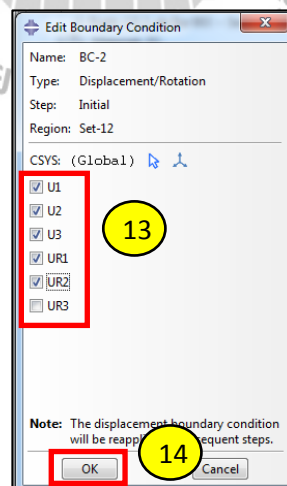 Edit Boundary Condition
Name: BC-2
Type: Displacement/Rotation
Step: Initial
Region: Set-12
CSYS: (Global)
U1
U2
U3
UR1
UR2
UR3
13
Note: The displacement boundary condition
will be reappl sequent steps.
14
OK Cancel